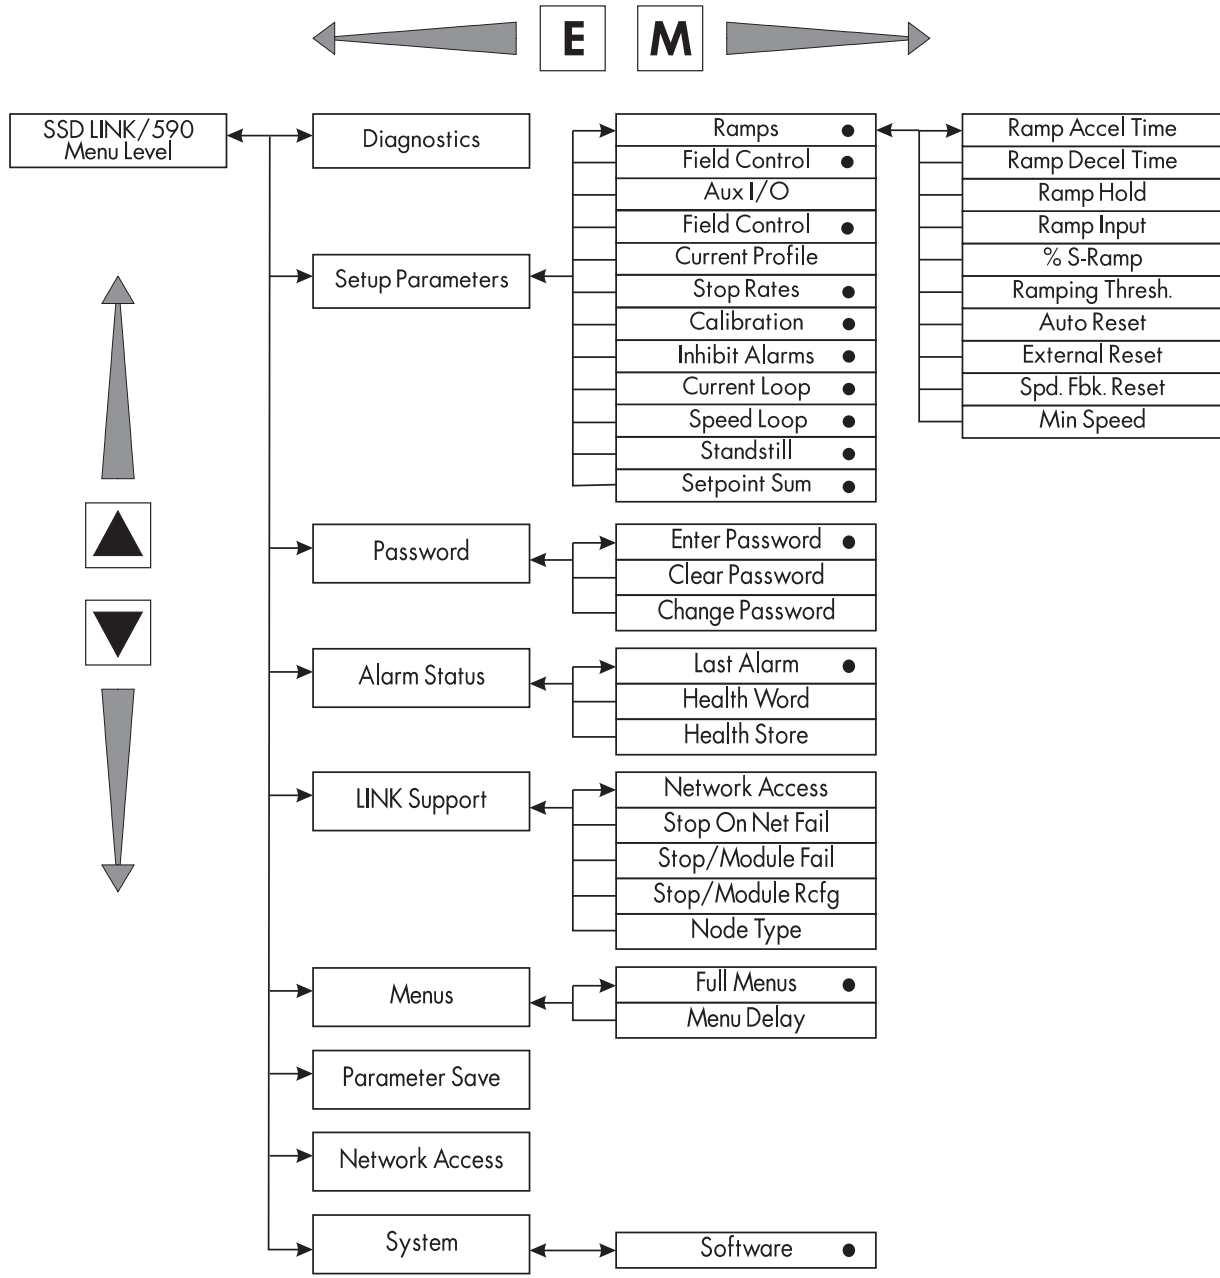 E M
SSD LINK/590
Menu Level
Diagnostics
Setup Parameters
Ramps
Field Control
Aux I/O
Field Control
Current Profile
Stop Rates
Calibration
Inhibit Alarms
Current Loop
Speed Loop
Standstill
Setpoint Sum
Ramp Accel Time
Ramp Decel Time
Ramp Hold
Ramp Input
% S-Ramp
Ramping Thresh.
Auto Reset
External Reset
Spd. Fbk. Reset
Min Speed
Password
Enter Password
Clear Password
Change Password
Alarm Status
Last Alarm
Health Word
Health Store
LINK Support
Network Access
Stop On Net Fail
Stop/Module Fail
Stop/Module Rcfg
Node Type
Menus
Full Menus
Menu Delay
Parameter Save
Network Access
System
Software